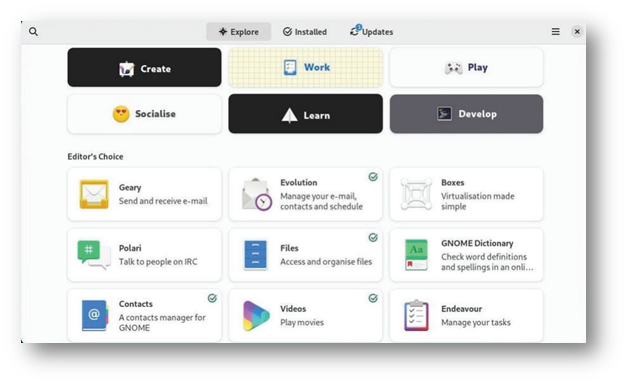 Explore Installed 3 Updates
Create Work Play
Socialise Learn Develop
Editor's Choice
Geary
Send and receive e-mail
Evolution
Manage your e-mail,
contacts and schedule
Boxes
Virtualisation made
simple
Polari
Talk to people on IRC
Files
Access and organise files
Aa
GNOME Dictionary
Check word definitions
and spellings in an onli...
@
Contacts
A contacts manager for
GNOME
Videos
Play movies
Endeavour
Manage your tasks